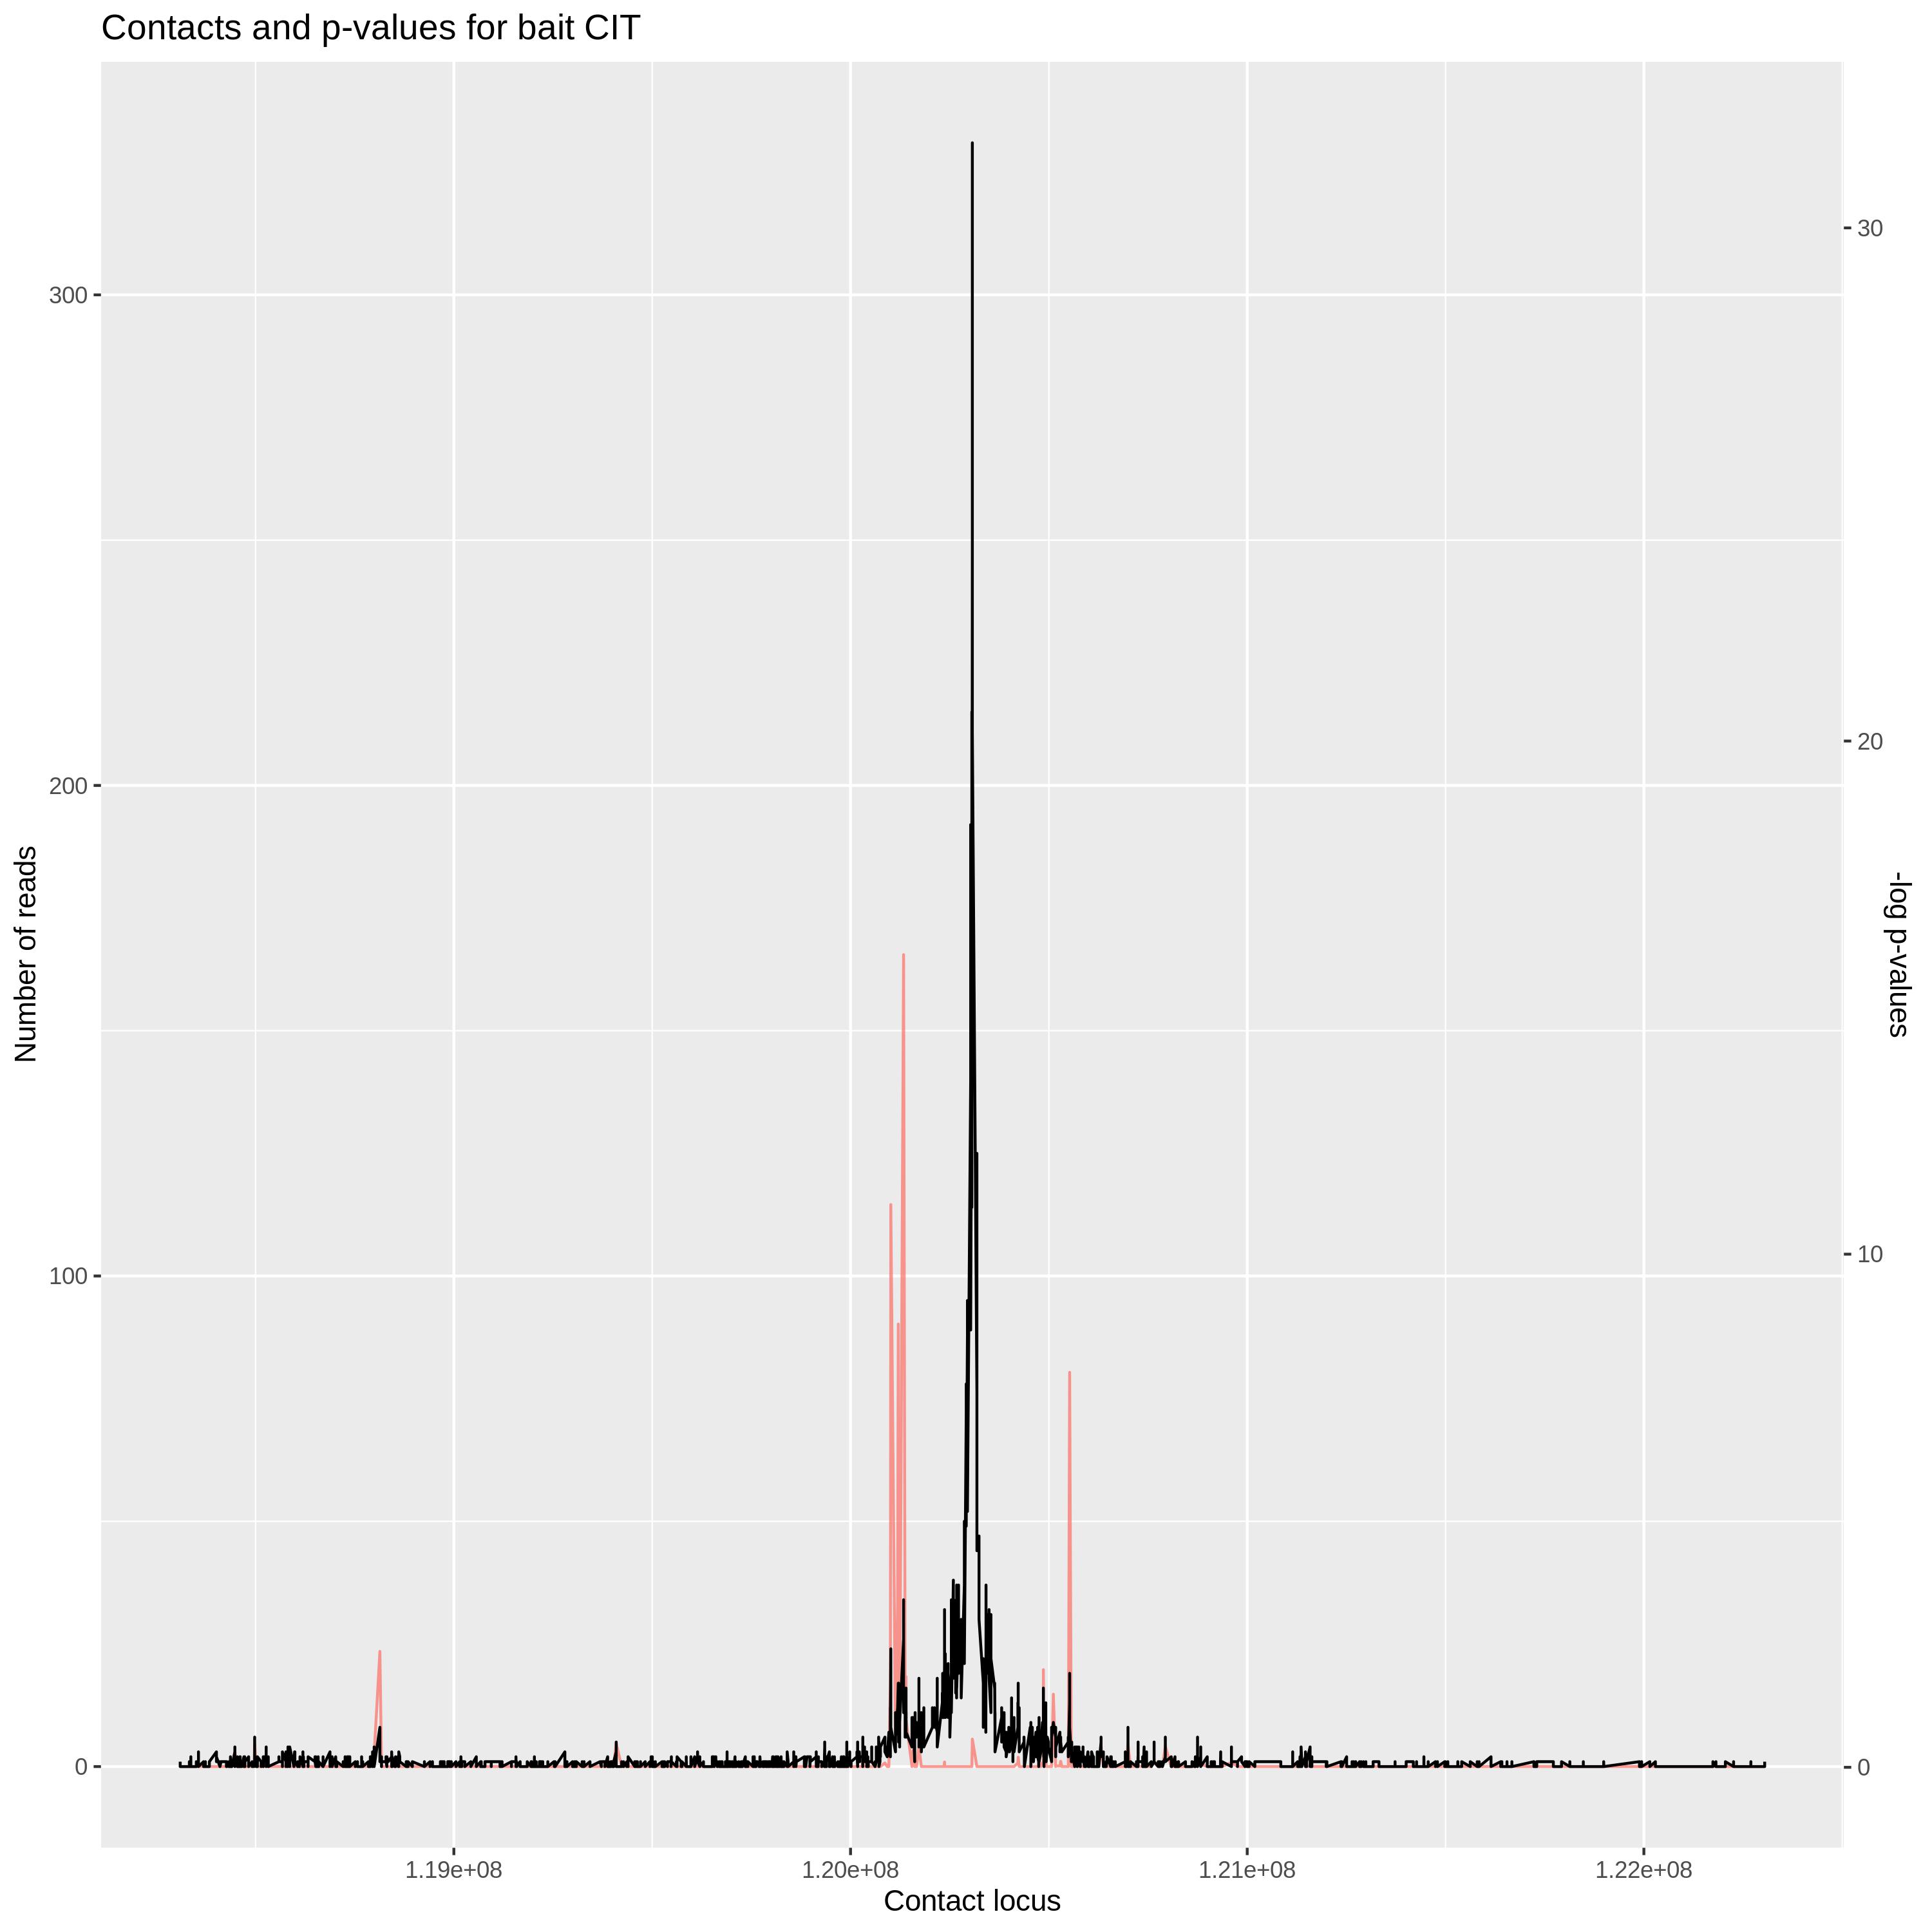 Contacts and p-values for bait CIT
300
200
100
0
Number of reads
30
20
10
0
-log p-values
1.19e+08
1.20e+08
1.21e+08
1.22e+08
Contact locus